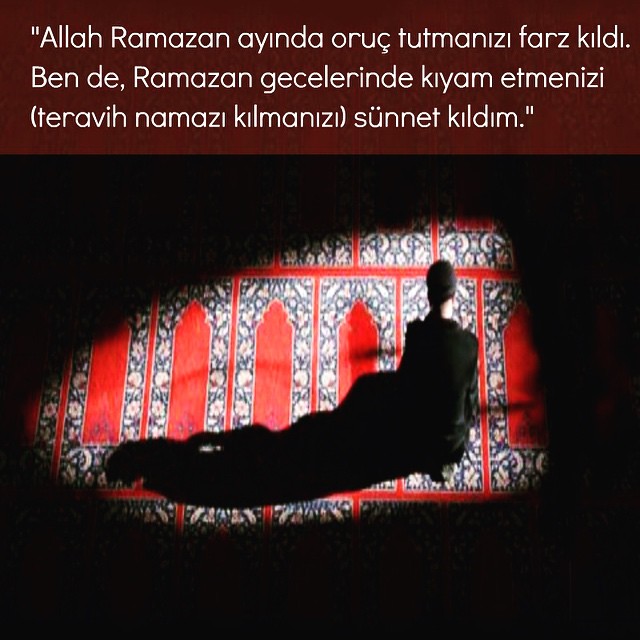 "Allah Ramazan ayında oruç tutmanızı farz kıldı.
Ben de, Ramazan gecelerinde kıyam etmenizi
(teravih namazı kılmanızı) sünnet kıldım."